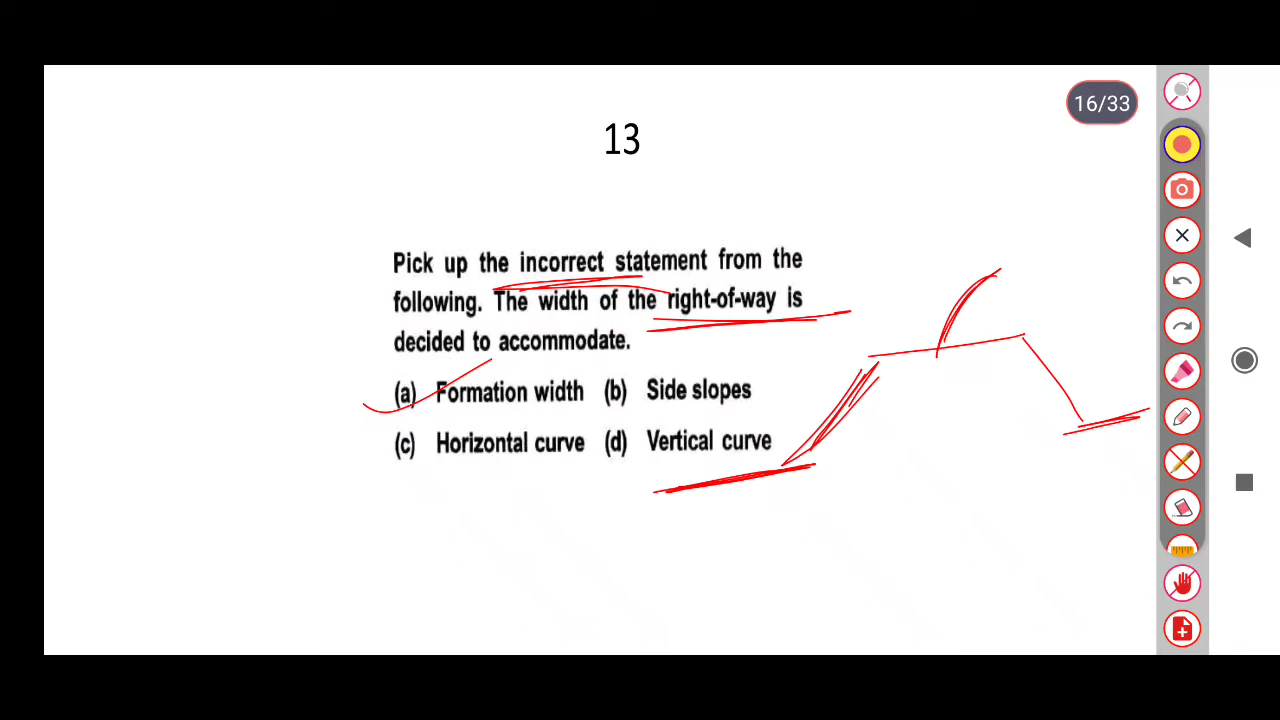 16/33
13
Pick up the incorrect statement from the
following. The width of the right-of-way is
decided to accommodate.
(a) Formation width (b) Side slopes
(c) Horizontal curve (d) Vertical curve